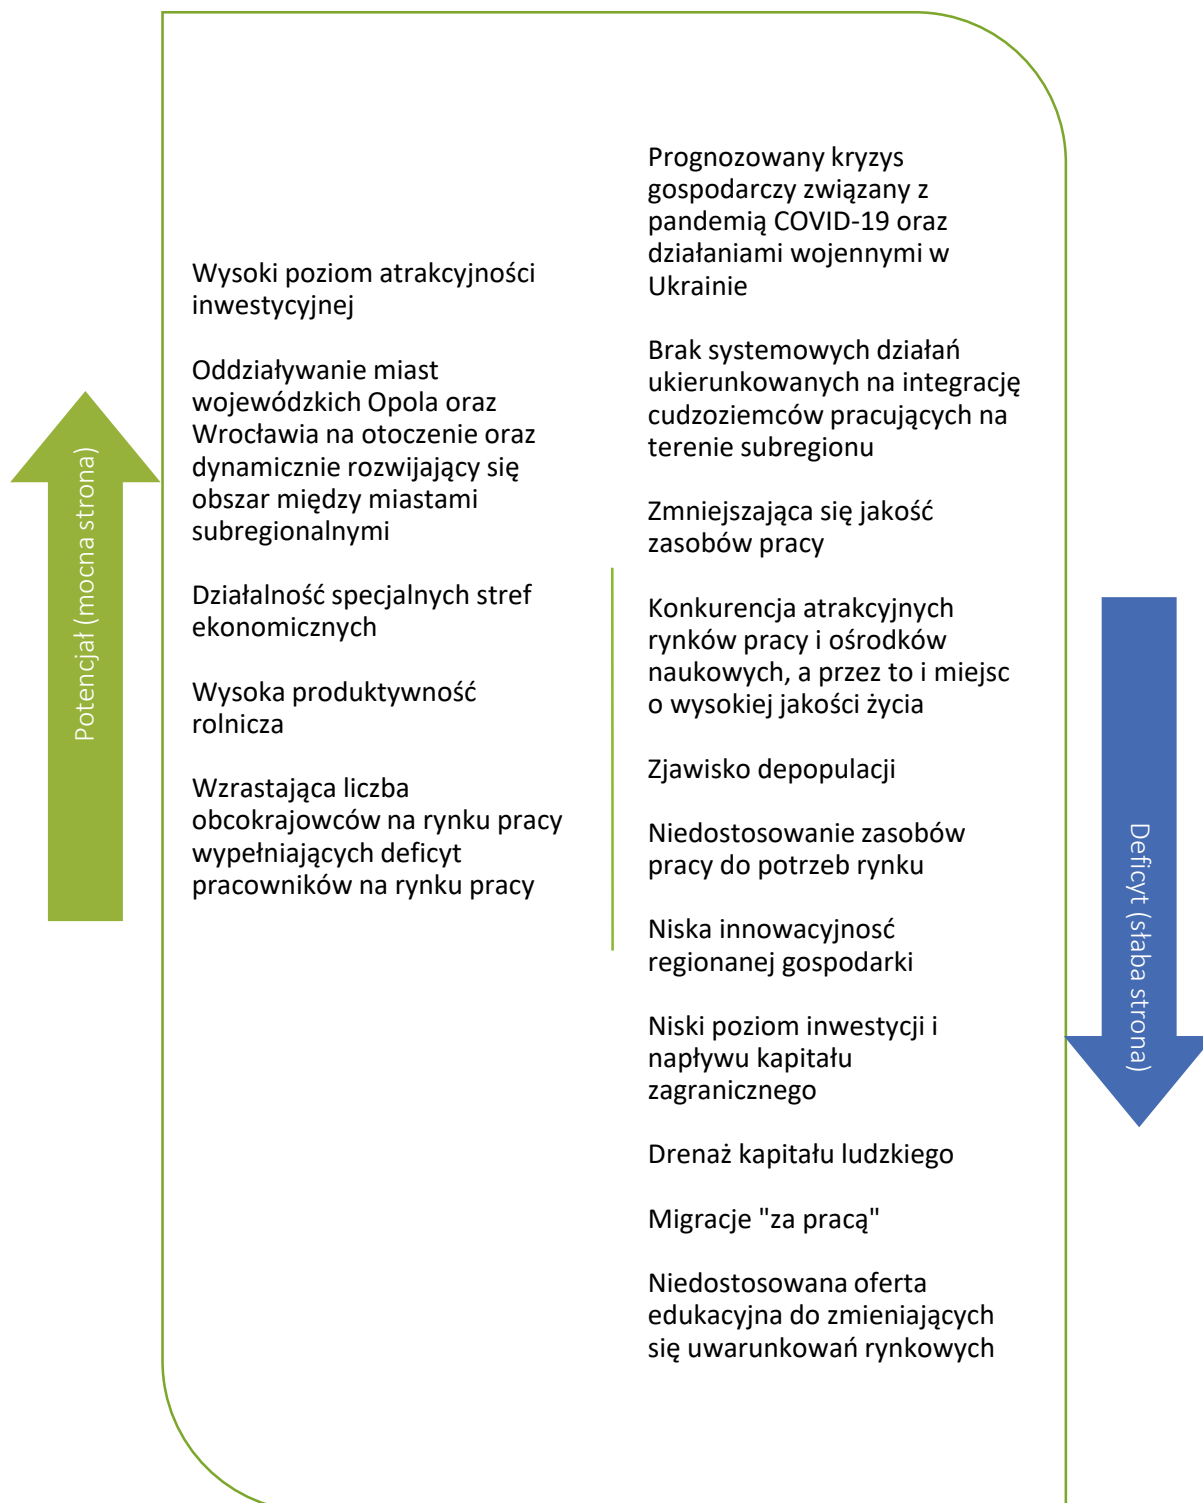 Potencjał (mocna strona)
Wysoki poziom atrakcyjności
inwestycyjnej
Oddziaływanie miast
wojewódzkich Opola oraz
Wrocławia na otoczenie oraz
dynamicznie rozwijający się
obszar między miastami
subregionalnymi
Działalność specjalnych stref
ekonomicznych
Wysoka produktywność
rolnicza
Wzrastająca liczba
obcokrajowców na rynku pracy
wypełniających deficyt
pracowników na rynku pracy
Prognozowany kryzys
gospodarczy związany z
pandemią COVID-19 oraz
działaniami wojennymi w
Ukrainie
Brak systemowych działań
ukierunkowanych na integrację
cudzoziemców pracujących na
terenie subregionu
Zmniejszająca się jakość
zasobów pracy
Konkurencja atrakcyjnych
rynków pracy i ośrodków
naukowych, a przez to i miejsc
o wysokiej jakości życia
Zjawisko depopulacji
Niedostosowanie zasobów
pracy do potrzeb rynku
Niska innowacyjnosć
regionanej gospodarki
Niski poziom inwestycji i
napływu kapitału
zagranicznego
Drenaż kapitału ludzkiego
Migracje "za pracą"
Niedostosowana oferta
edukacyjna do zmieniających
się uwarunkowań rynkowych
Deficyt (słaba strona)